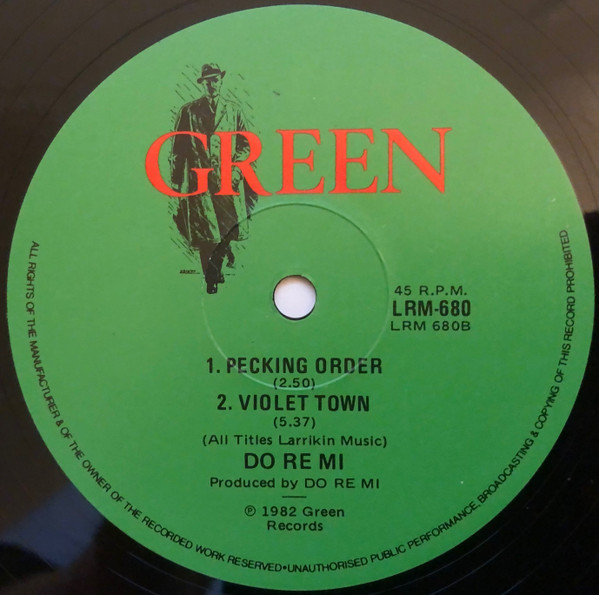 GREEN
45 R.P.M.
LRM-680
LRM 680B
1. PECKING ORDER
(2.50)
2. VIOLET TOWN
(5.37)
(All Titles Larrikin Music)
DO RE MI
Produced by DO RE MI
℗ 1982 Green
Records
ALL RIGHTS OF THE MANUFACTURER & OF THE OWNER OF THE RECORDED WORK RESERVED•UNAUTHORISED PUBLIC PERFORMANCE, BROADCASTING & COPYING OF THIS RECORD PROHIBITED